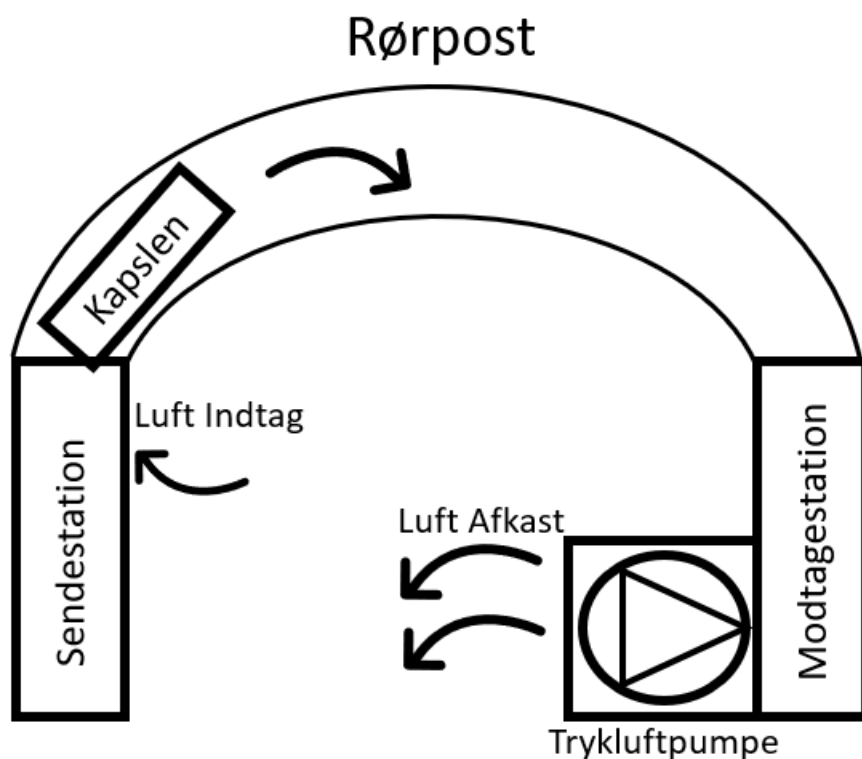 Rørpost
Kapslen
Luft Indtag
Sendestation
Luft Afkast
Modtagestation
Trykluftpumpe